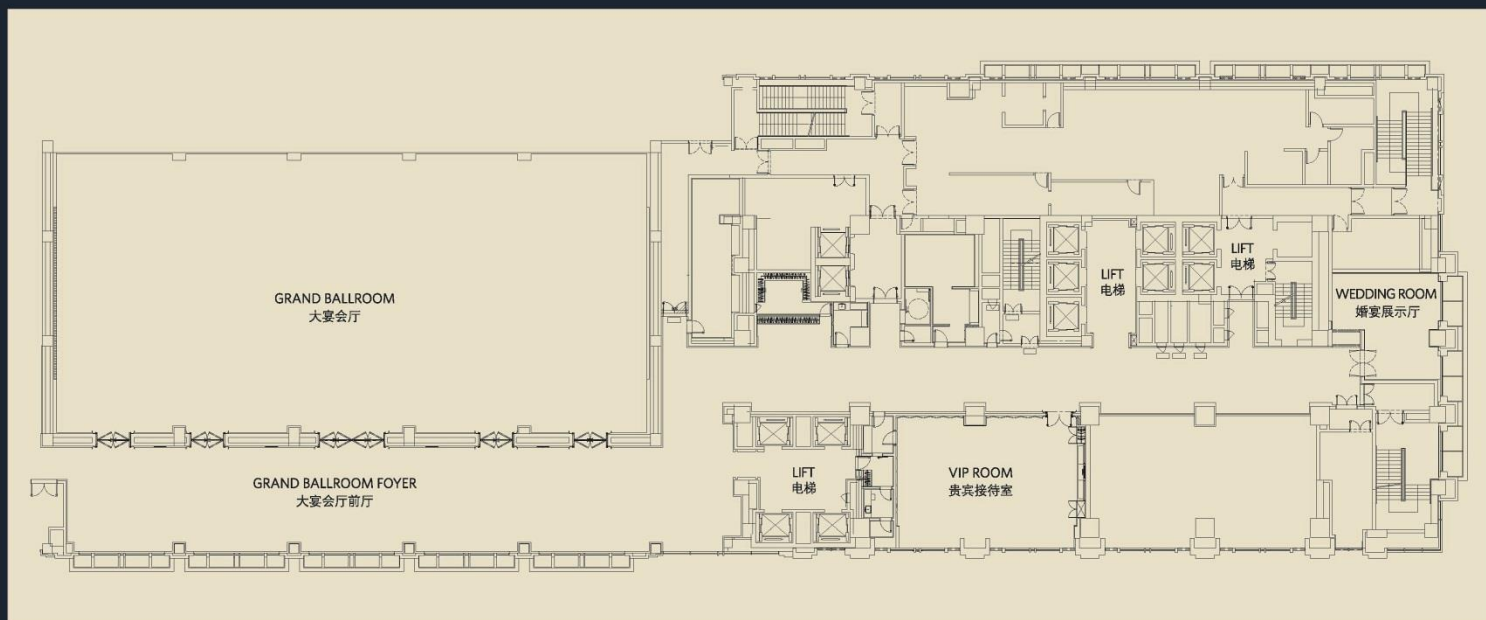 GRAND BALLROOM
大宴会厅
GRAND BALLROOM FOYER
大宴会厅前厅
LIFT
电梯
VIP ROOM
贵宾接待室
LIFT
电梯
LIFT
电梯
WEDDING ROOM
婚宴展示厅